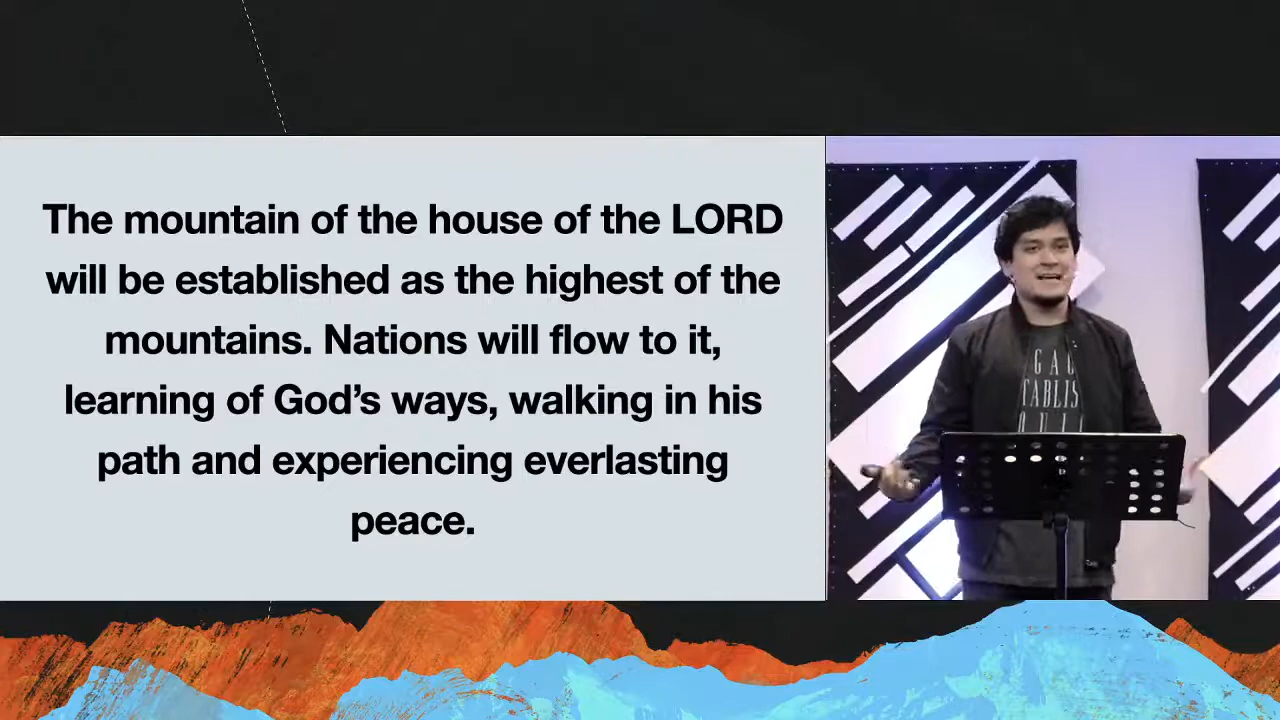 The mountain of the house of the LORD
will be established as the highest of the
mountains. Nations will flow to it,
learning of God’s ways, walking in his
path and experiencing everlasting
peace.